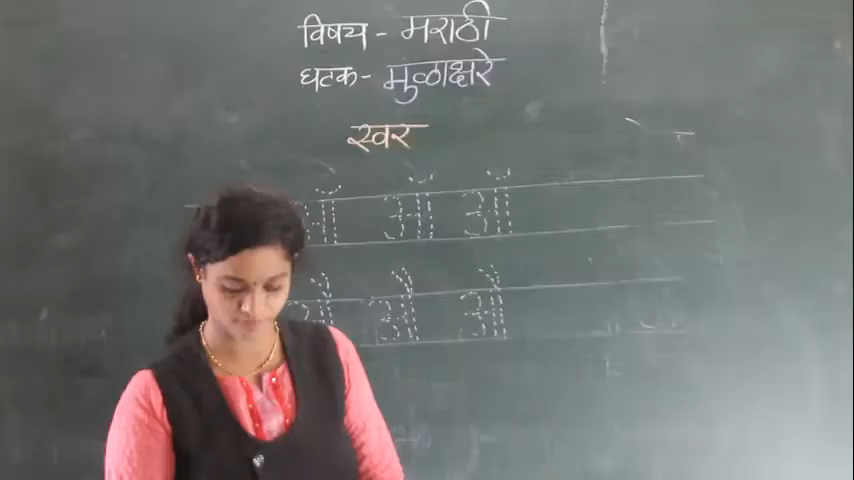 विषय - मराठी
घटक - मुळाक्षरे
स्वर
ऑ ऑ ऑ
ओ ओ ओ